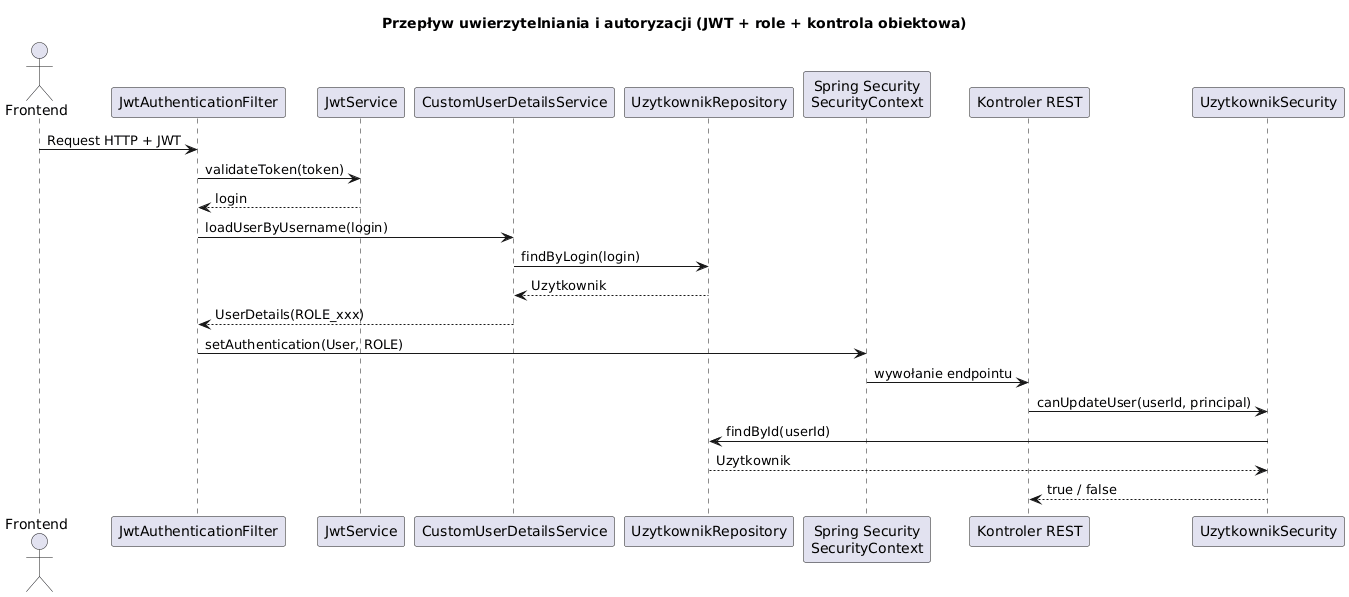 Przepływ uwierzytelniania i autoryzacji (JWT + role + kontrola obiektowa)
Frontend
JwtAuthenticationFilter
JwtService
CustomUserDetailsService
UzytkownikRepository
Spring Security
SecurityContext
Kontroler REST
UzytkownikSecurity
Request HTTP + JWT
validateToken(token)
login
loadUserByUsername(login)
findByLogin(login)
Uzytkownik
UserDetails(ROLE_xxx)
setAuthentication(User, ROLE)
wywołanie endpointu
canUpdateUser(userId, principal)
findById(userId)
Uzytkownik
true / false
Frontend
JwtAuthenticationFilter
JwtService
CustomUserDetailsService
UzytkownikRepository
Spring Security
SecurityContext
Kontroler REST
UzytkownikSecurity